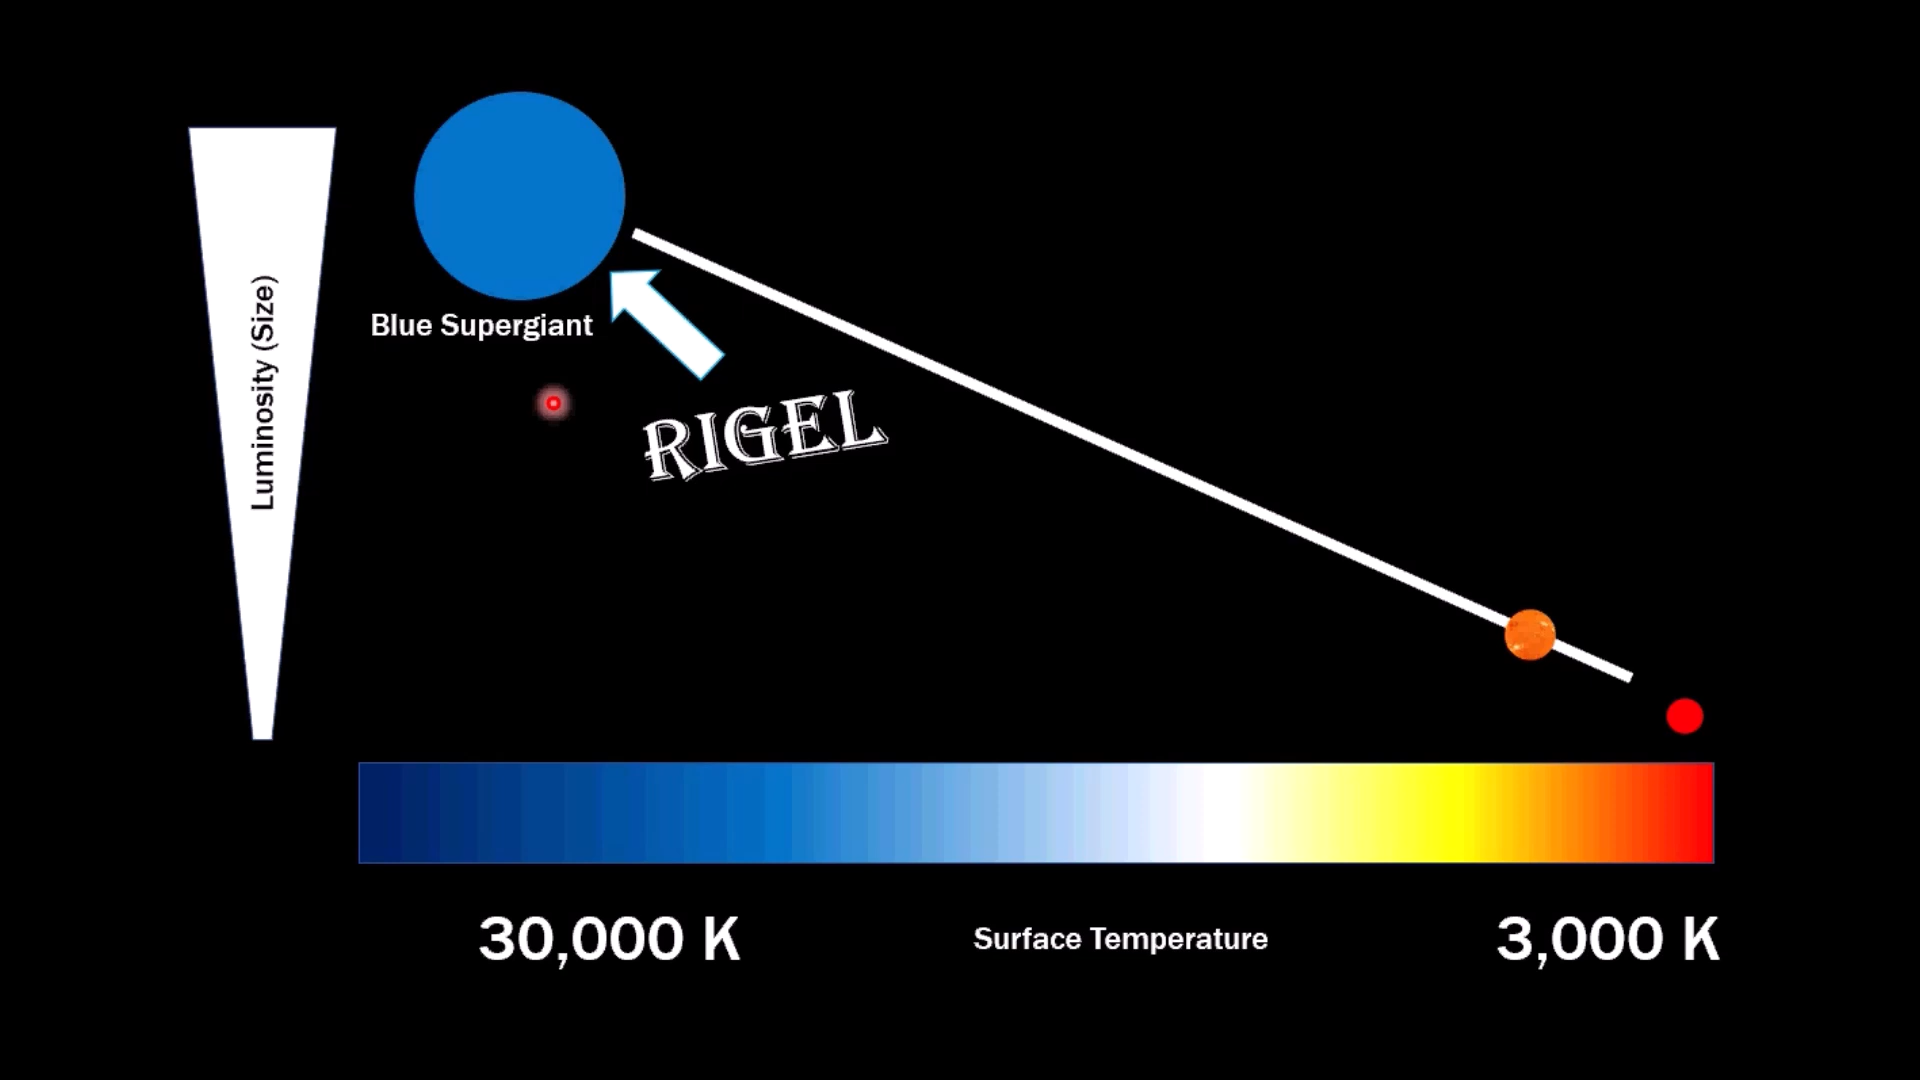 Luminosity (Size)
Blue Supergiant
RIGEL
30,000 K
Surface Temperature
3,000 K